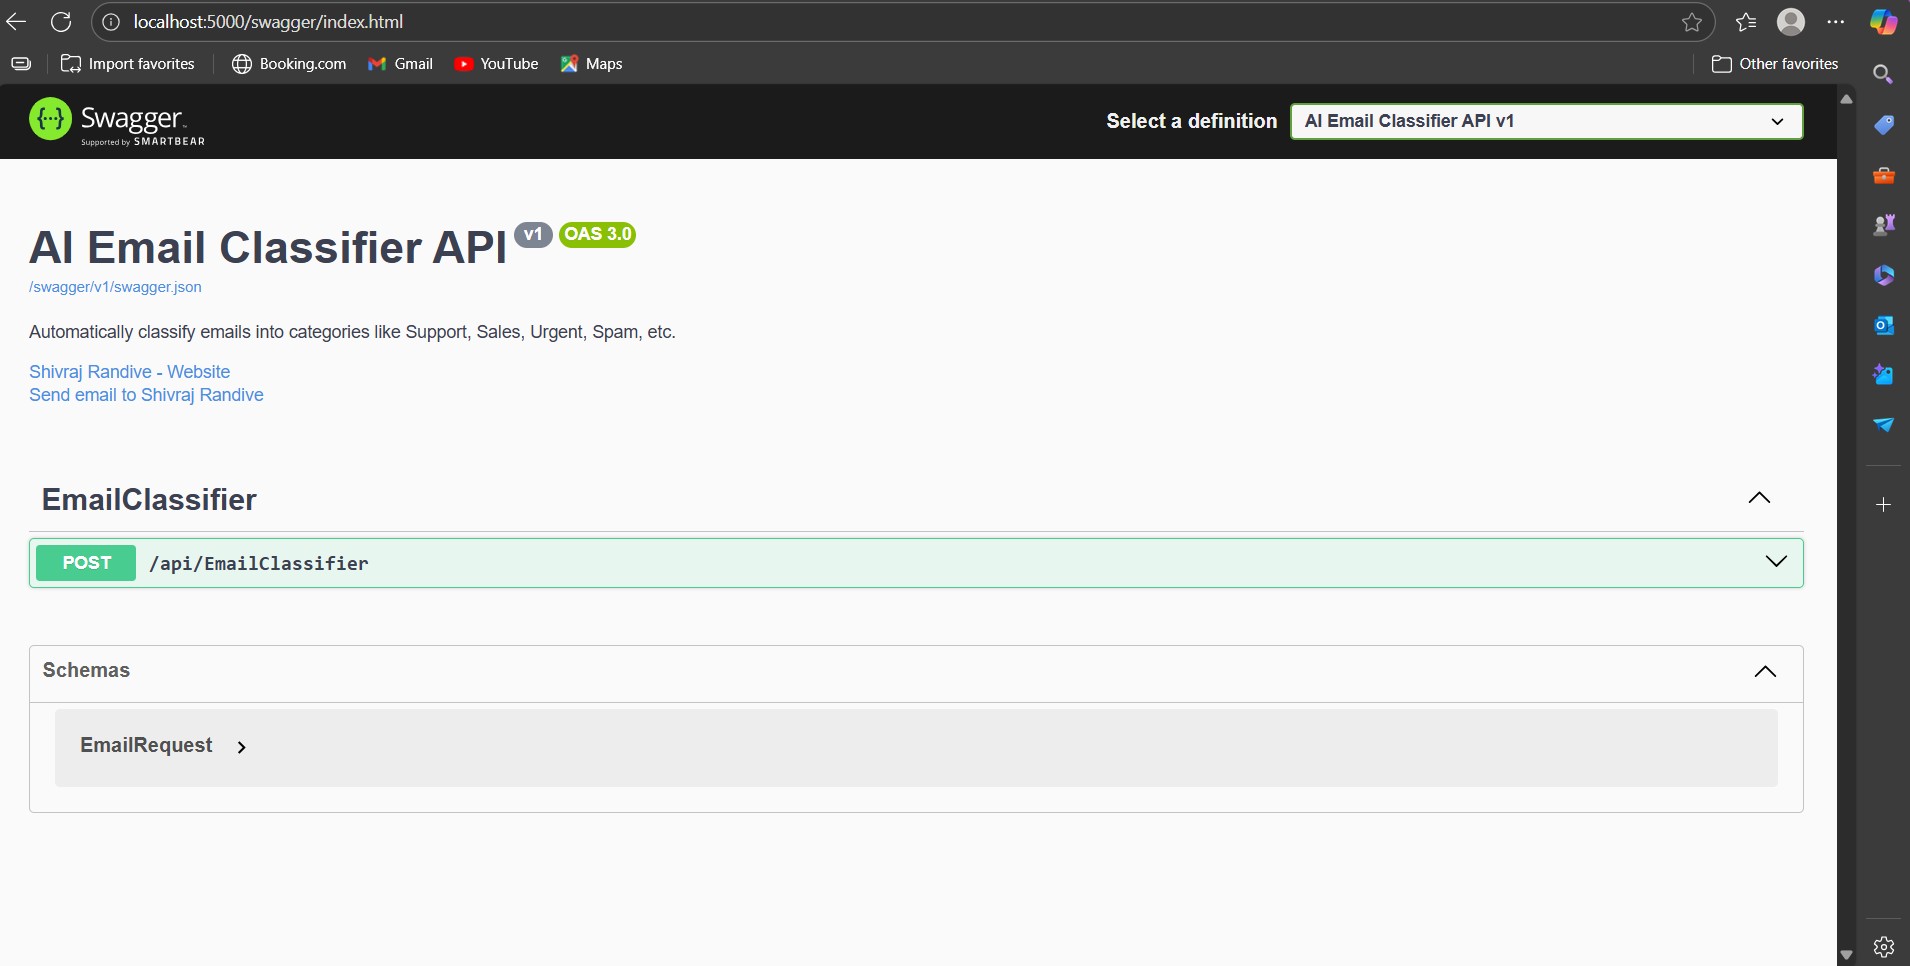 localhost:5000/swagger/index.html
Import favorites
Booking.com
Gmail
YouTube
Maps
Other favorites
{···} Swagger™
Supported by SMARTBEAR
Select a definition
AI Email Classifier API v1
AI Email Classifier API v1 OAS 3.0
/swagger/v1/swagger.json
Automatically classify emails into categories like Support, Sales, Urgent, Spam, etc.
Shivraj Randive - Website
Send email to Shivraj Randive
EmailClassifier
POST /api/EmailClassifier
Schemas
EmailRequest